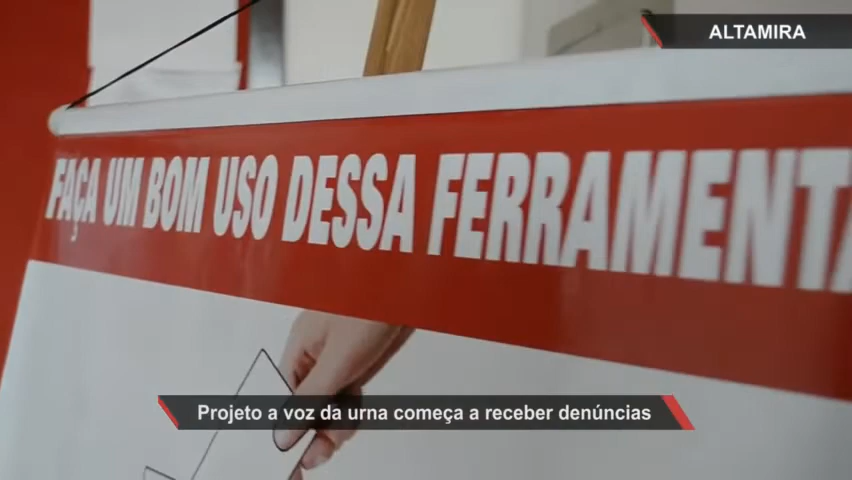 ALTAMIRA
FAÇA UM BOM USO DESSA FERRAMENTA
Projeto a voz da urna começa a receber denúncias